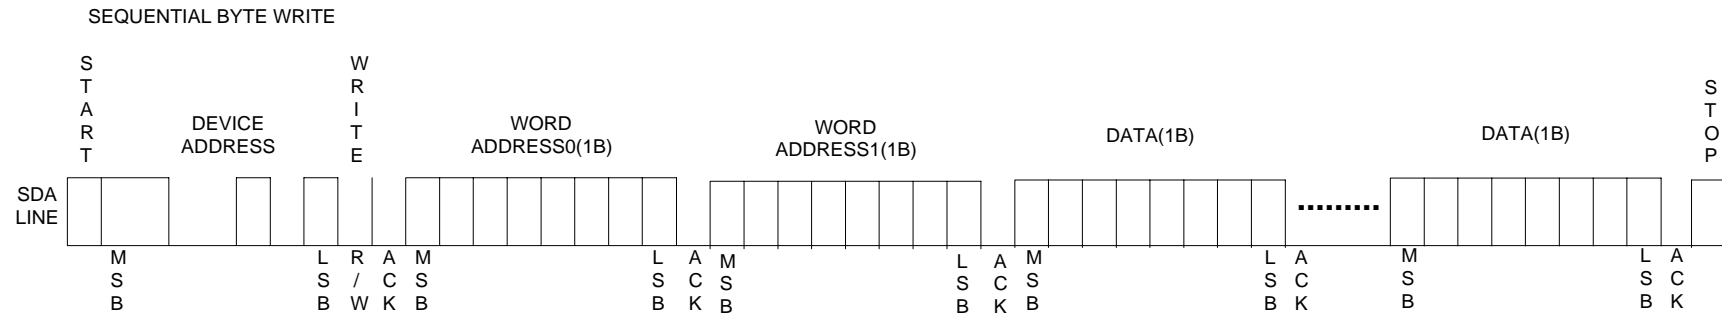 SEQUENTIAL BYTE WRITE
START
WRITE
STOP
DEVICE
ADDRESS
WORD
ADDRESS0(1B)
WORD
ADDRESS1(1B)
DATA(1B)
DATA(1B)
SDA
LINE
MSB
LSB
R/W
ACK
MSB
LSB
ACK
MSB
LSB
ACK
MSB
LSB
ACK
MSB
LSB
ACK